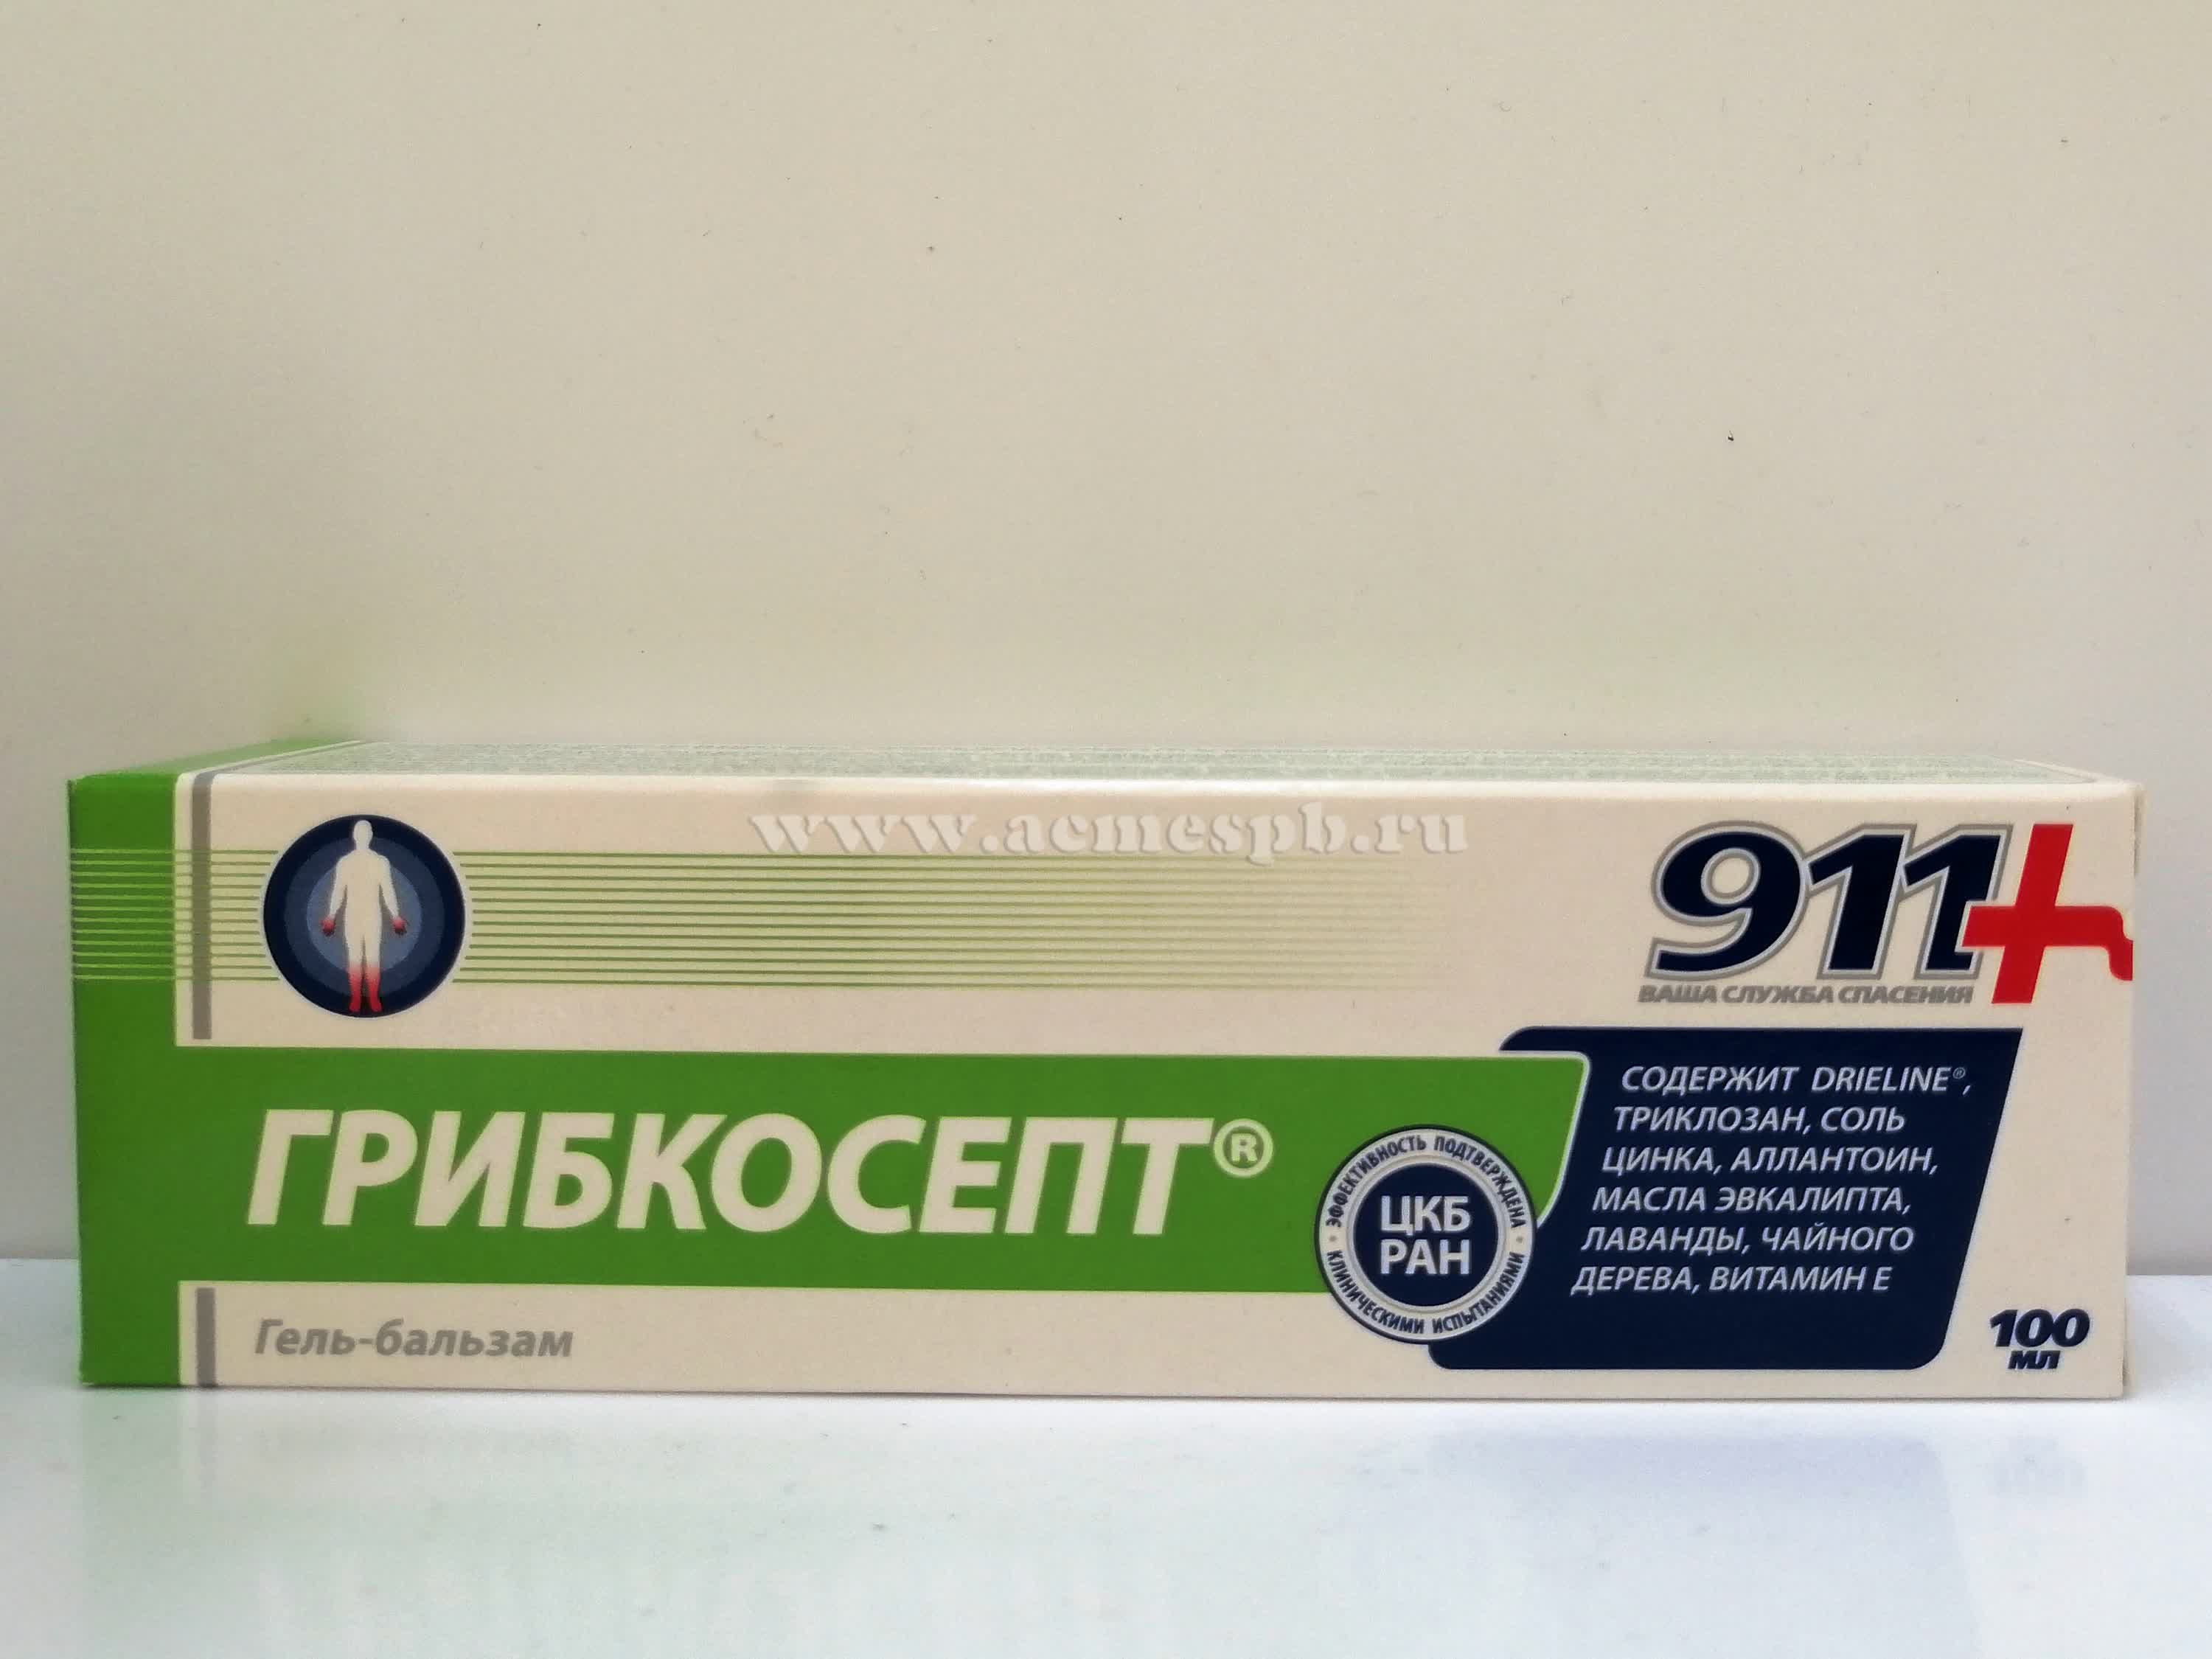 www.acmespb.ru
911+
ВАША СЛУЖБА СПАСЕНИЯ
СОДЕРЖИТ DRIELINE®,
ТРИКЛОЗАН, СОЛЬ
ЦИНКА, АЛЛАНТОИН,
МАСЛА ЭВКАЛИПТА,
ЛАВАНДЫ, ЧАЙНОГО
ДЕРЕВА, ВИТАМИН Е
ГРИБКОСЕПТ®
ЭФФЕКТИВНОСТЬ ПОДТВЕРЖДЕНА
КЛИНИЧЕСКИМИ ИСПЫТАНИЯМИ
ЦКБ
РАН
Гель-бальзам
100
МЛ